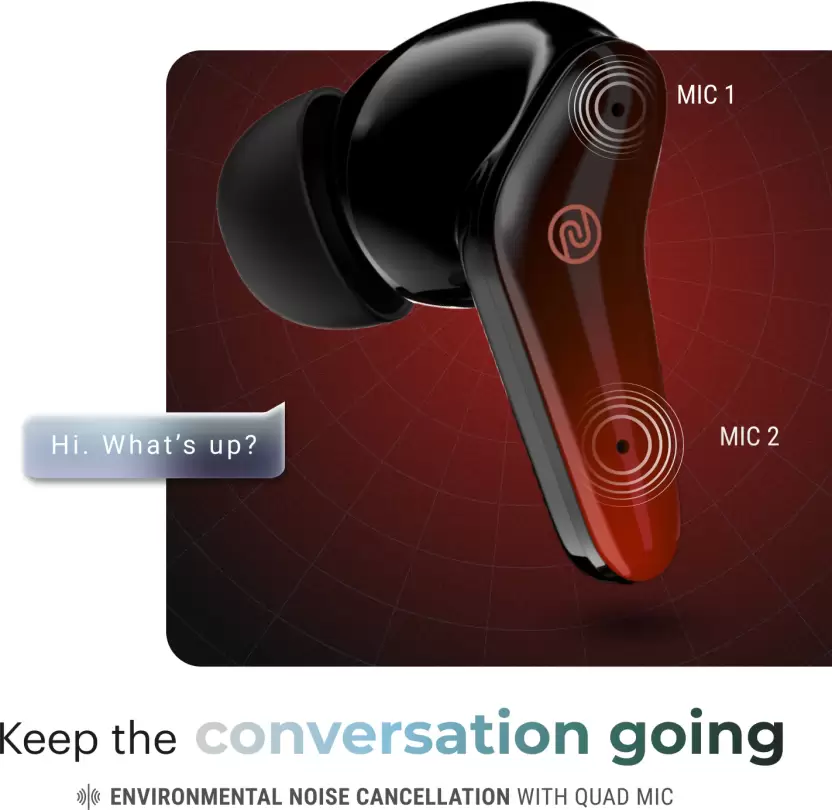 MIC 1
MIC 2
Hi. What’s up?
Keep the conversation going
ENVIRONMENTAL NOISE CANCELLATION WITH QUAD MIC